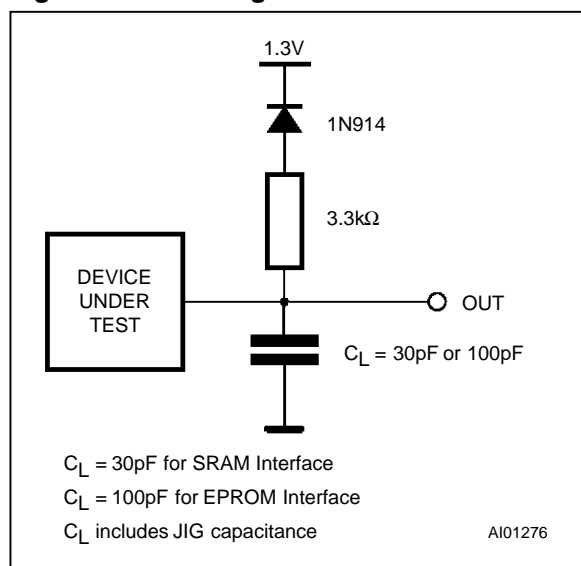 1.3V
1N914
3.3kΩ
DEVICE
UNDER
TEST
OUT
CL = 30pF or 100pF
CL = 30pF for SRAM Interface
CL = 100pF for EPROM Interface
CL includes JIG capacitance
AI01276